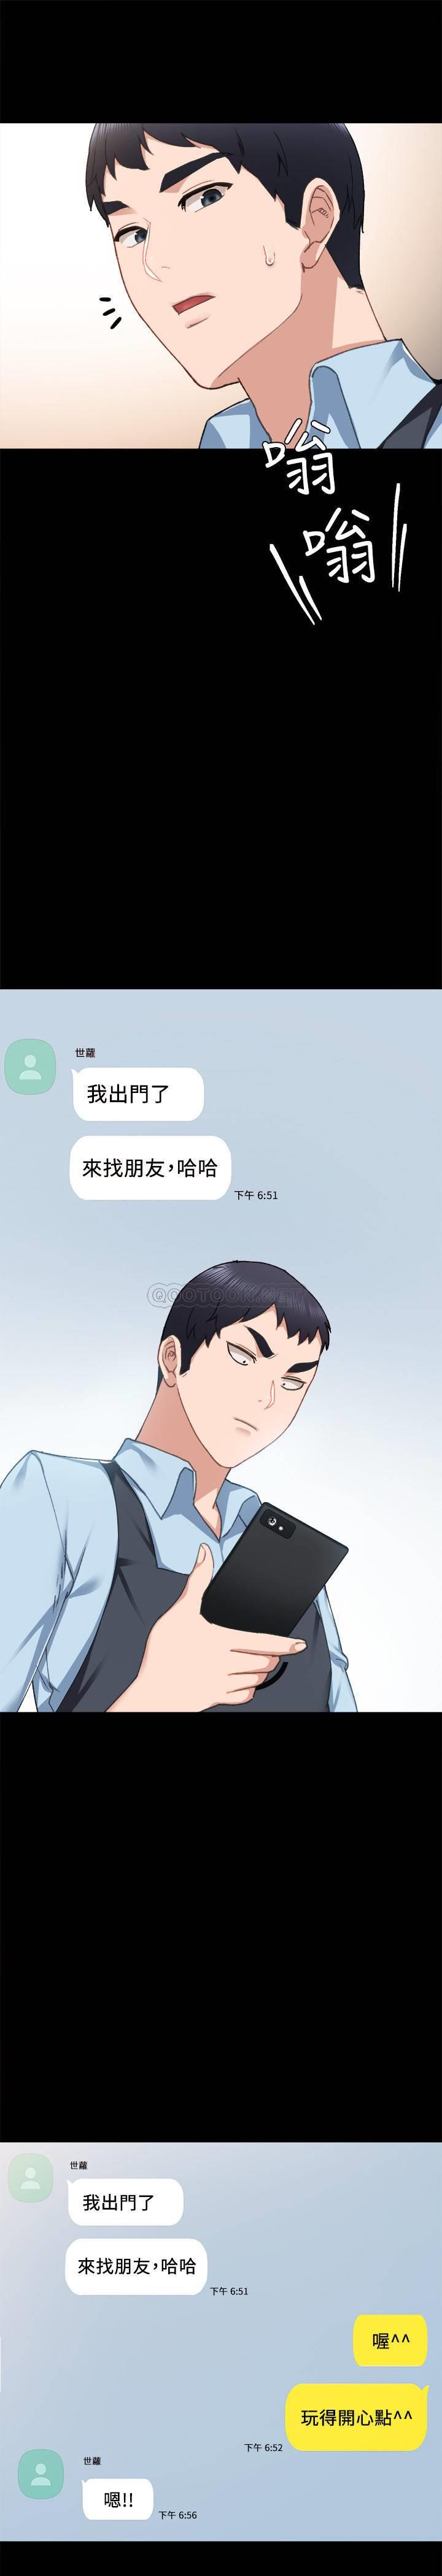 嗡
嗡
世蘿
我出門了
來找朋友，哈哈
下午 6:51
世蘿
我出門了
來找朋友，哈哈
下午 6:51
喔^^
玩得開心點^^
下午 6:52
世蘿
嗯!!
下午 6:56